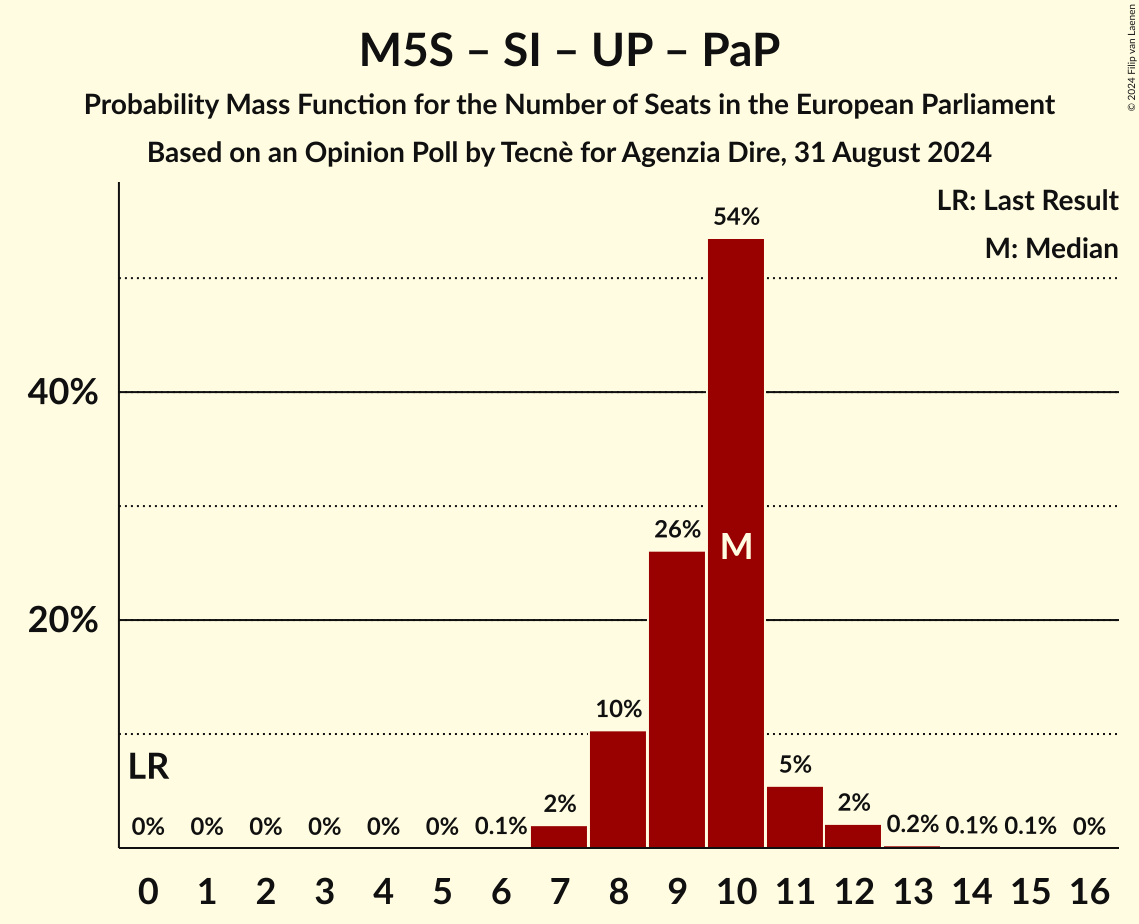 M5S – SI – UP – PaP
Probability Mass Function for the Number of Seats in the European Parliament
Based on an Opinion Poll by Tecnè for Agenzia Dire, 31 August 2024
© 2024 Filip van Laenen
LR: Last Result
M: Median
54%
40%
26%
M
20%
10%
LR
5%
2%
2%
0% 0% 0% 0% 0% 0% 0.1% 0.2% 0.1% 0.1% 0%
0 1 2 3 4 5 6 7 8 9 10 11 12 13 14 15 16